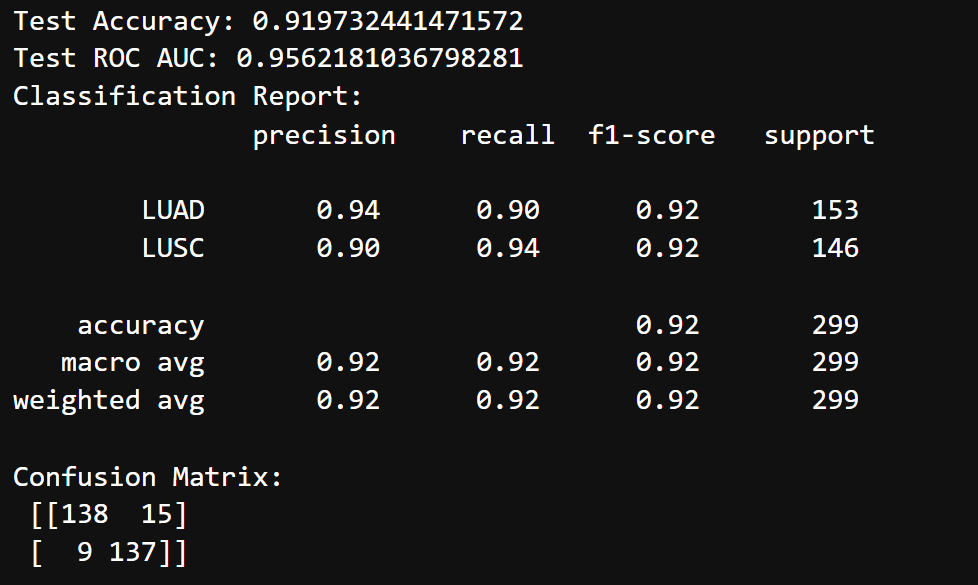 Test Accuracy: 0.919732441471572
Test ROC AUC: 0.9562181036798281
Classification Report:
              precision    recall  f1-score   support

        LUAD       0.94      0.90      0.92       153
        LUSC       0.90      0.94      0.92       146

    accuracy                           0.92       299
   macro avg       0.92      0.92      0.92       299
weighted avg       0.92      0.92      0.92       299

Confusion Matrix:
 [[138  15]
 [  9 137]]